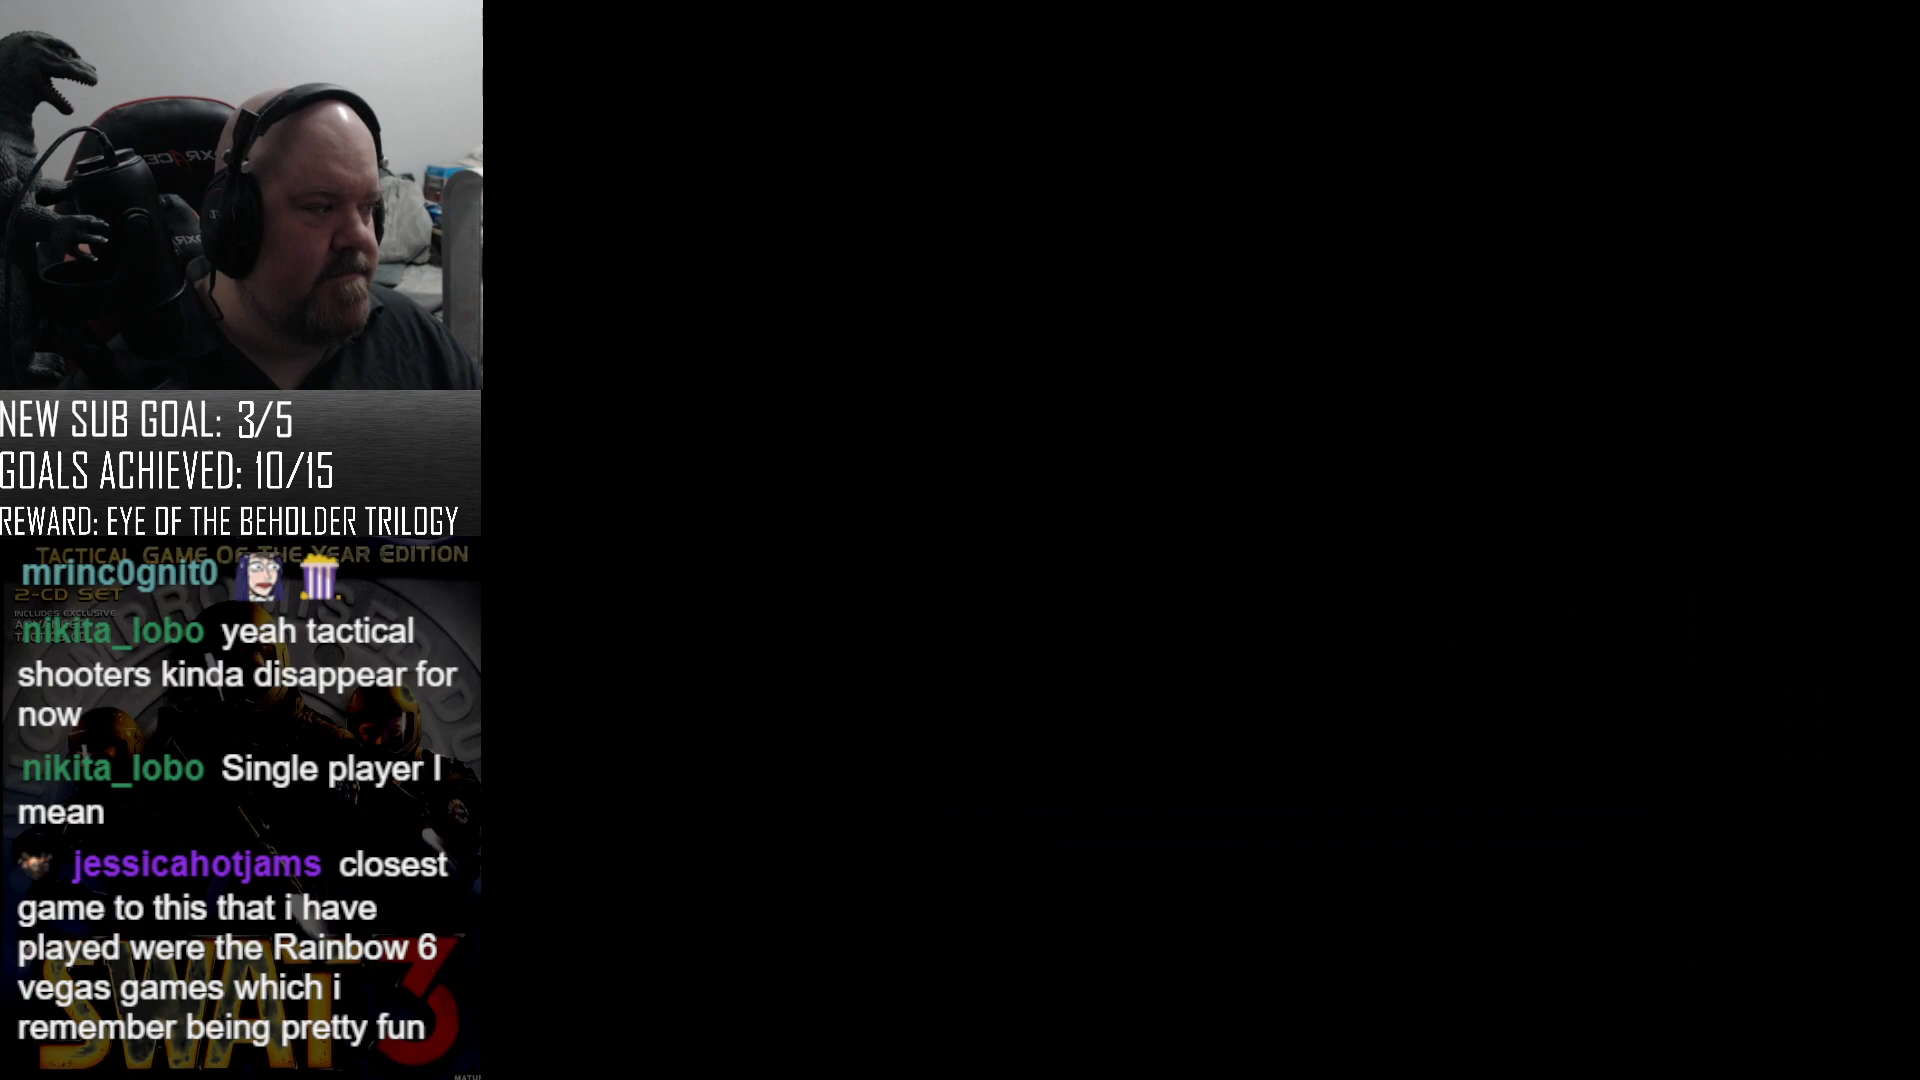 NEW SUB GOAL: 3/5
GOALS ACHIEVED: 10/15
REWARD: EYE OF THE BEHOLDER TRILOGY
TACTICAL GAME OF THE YEAR EDITION
mrinc0gnit0
2-CD SET
INCLUDES EXCLUSIVE
nikita_lobo yeah tactical
shooters kinda disappear for
now
nikita_lobo Single player I
mean
jessicahotjams closest
game to this that i have
played were the Rainbow 6
vegas games which i
remember being pretty fun
SWAT 3